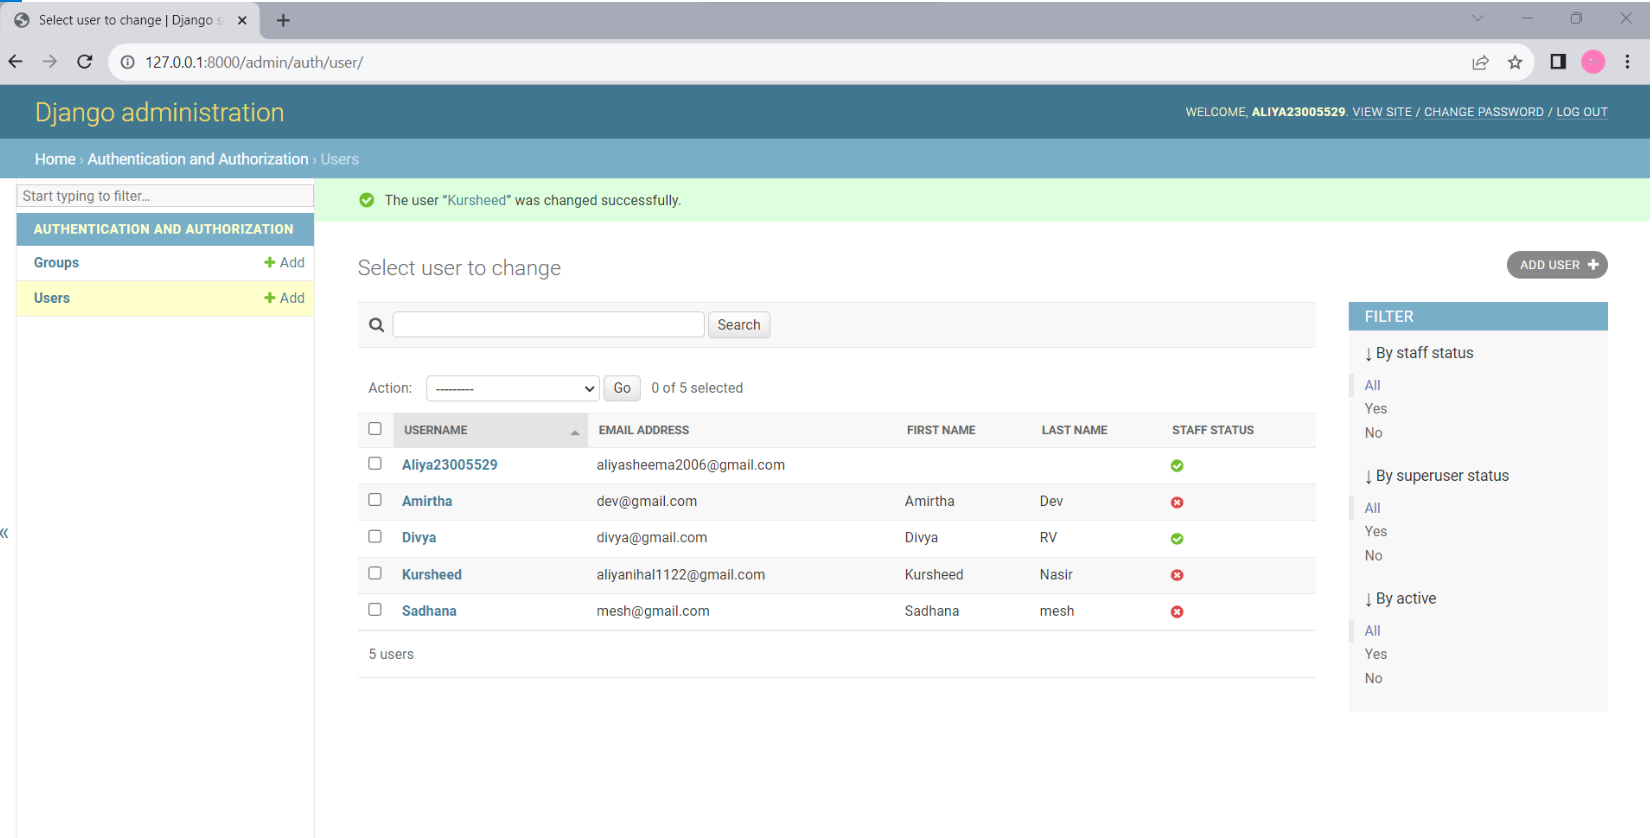 Select user to change | Django s
127.0.0.1:8000/admin/auth/user/
Django administration
WELCOME, ALIYA23005529. VIEW SITE / CHANGE PASSWORD / LOG OUT
Home › Authentication and Authorization › Users
Start typing to filter...
AUTHENTICATION AND AUTHORIZATION
Groups + Add
Users + Add
«
The user “Kursheed” was changed successfully.
Select user to change
ADD USER +
Search
Action: --------- Go 0 of 5 selected
USERNAME EMAIL ADDRESS FIRST NAME LAST NAME STAFF STATUS
Aliya23005529 aliyasheema2006@gmail.com
Amirtha dev@gmail.com Amirtha Dev
Divya divya@gmail.com Divya RV
Kursheed aliyanihal1122@gmail.com Kursheed Nasir
Sadhana mesh@gmail.com Sadhana mesh
5 users
FILTER
↓ By staff status
All
Yes
No
↓ By superuser status
All
Yes
No
↓ By active
All
Yes
No